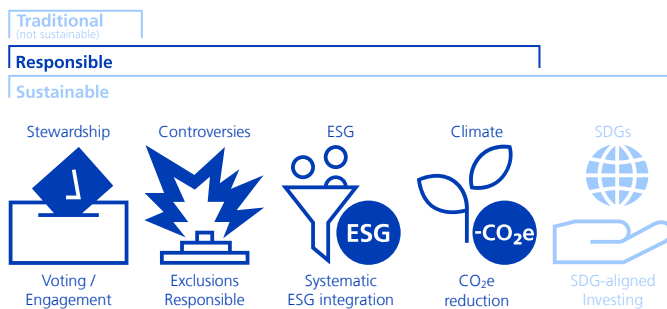 Traditional
(not sustainable)
Responsible
Sustainable
Stewardship
Controversies
ESG
Climate
SDGs
ESG
-CO₂e
Voting /
Engagement
Exclusions
Responsible
Systematic
ESG integration
CO₂e
reduction
SDG-aligned
Investing